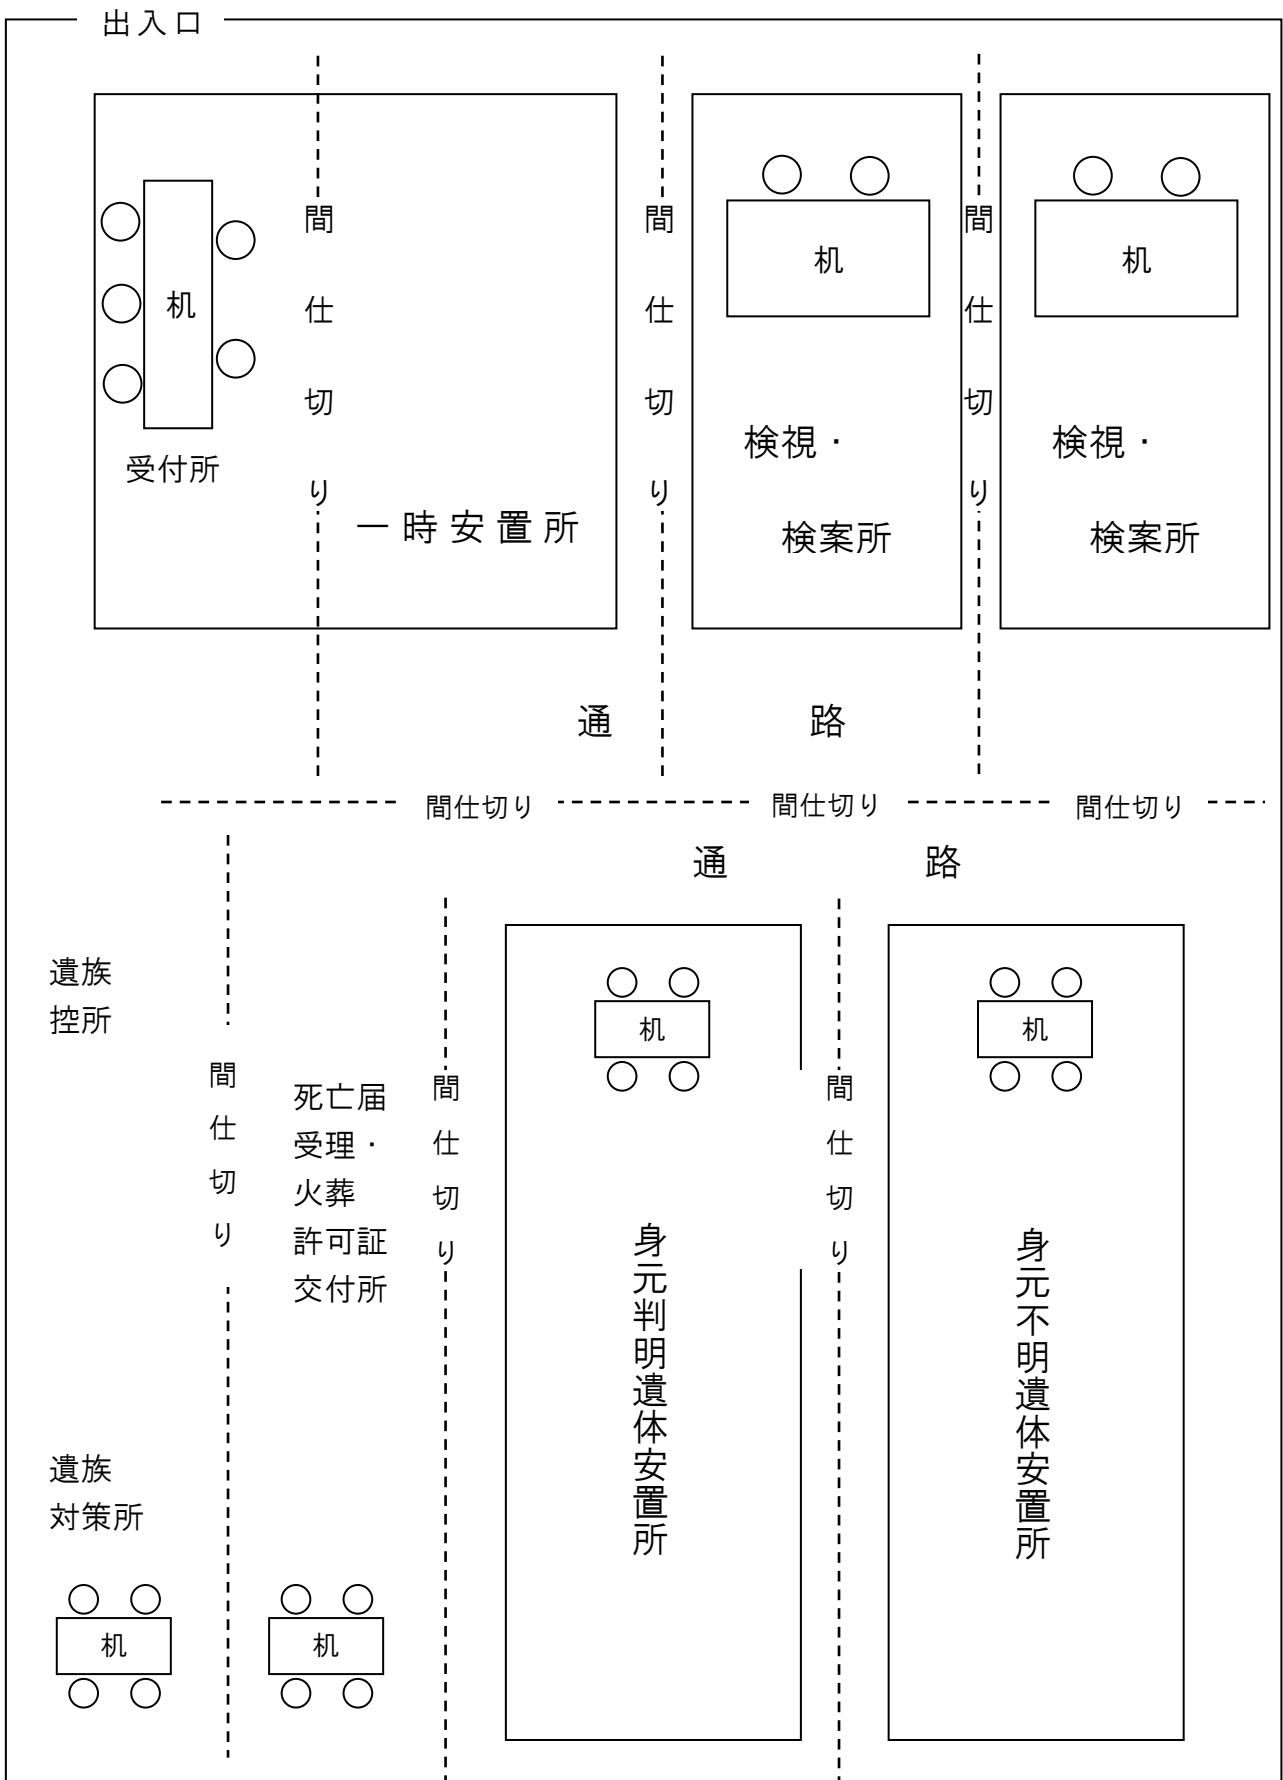 出入口
間仕切り
間仕切り
間仕切り
机
受付所
一時安置所
机
検視・
検案所
机
検視・
検案所
通路
間仕切り
間仕切り
間仕切り
通路
遺族
控所
間仕切り
死亡届
受理・
火葬
許可証
交付所
間仕切り
机
身元判明遺体安置所
間仕切り
机
身元不明遺体安置所
遺族
対策所
机
机